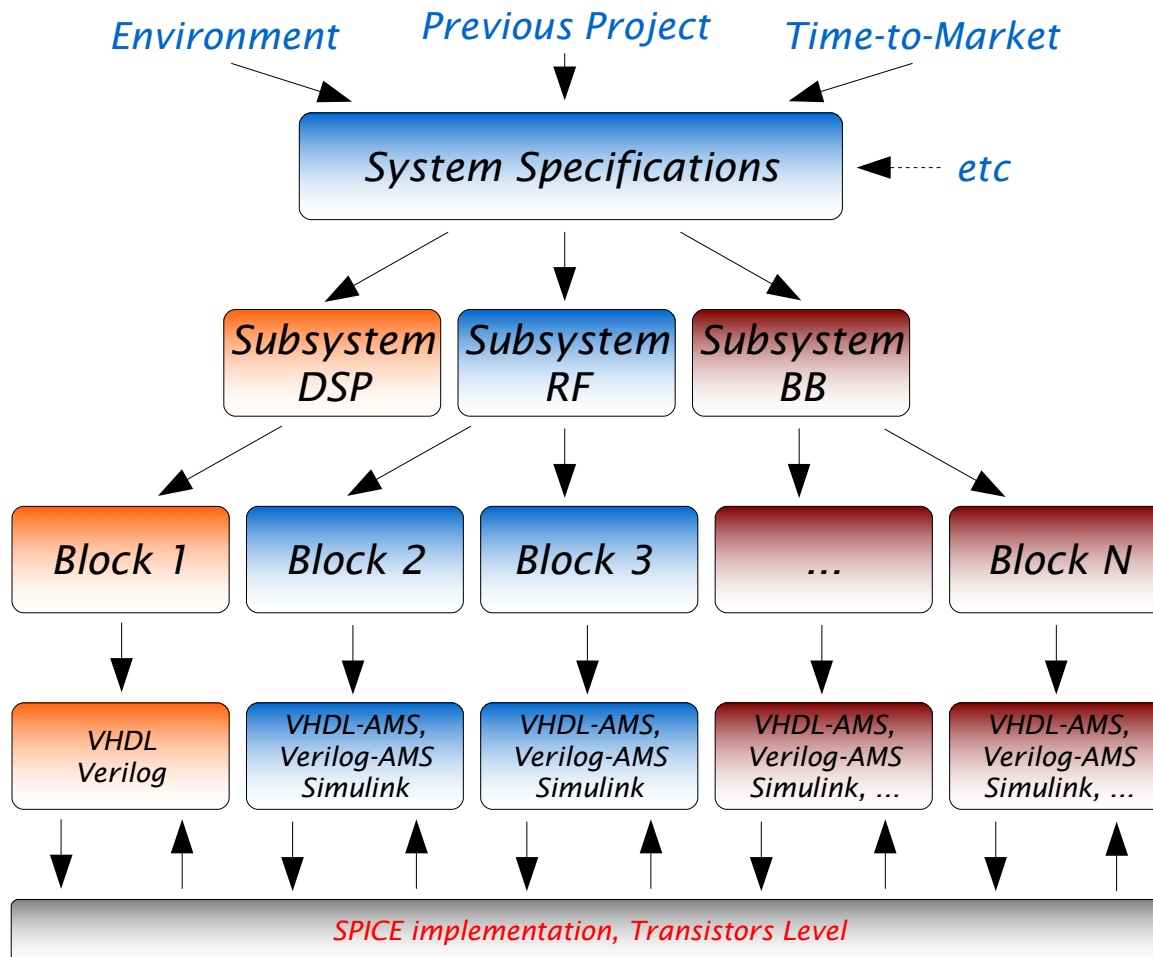 Environment
Previous Project
Time-to-Market
System Specifications
etc
Subsystem
DSP
Subsystem
RF
Subsystem
BB
Block 1
Block 2
Block 3
...
Block N
VHDL
Verilog
VHDL-AMS,
Verilog-AMS
Simulink
VHDL-AMS,
Verilog-AMS
Simulink
VHDL-AMS,
Verilog-AMS
Simulink, ...
VHDL-AMS,
Verilog-AMS
Simulink, ...
SPICE implementation, Transistors Level